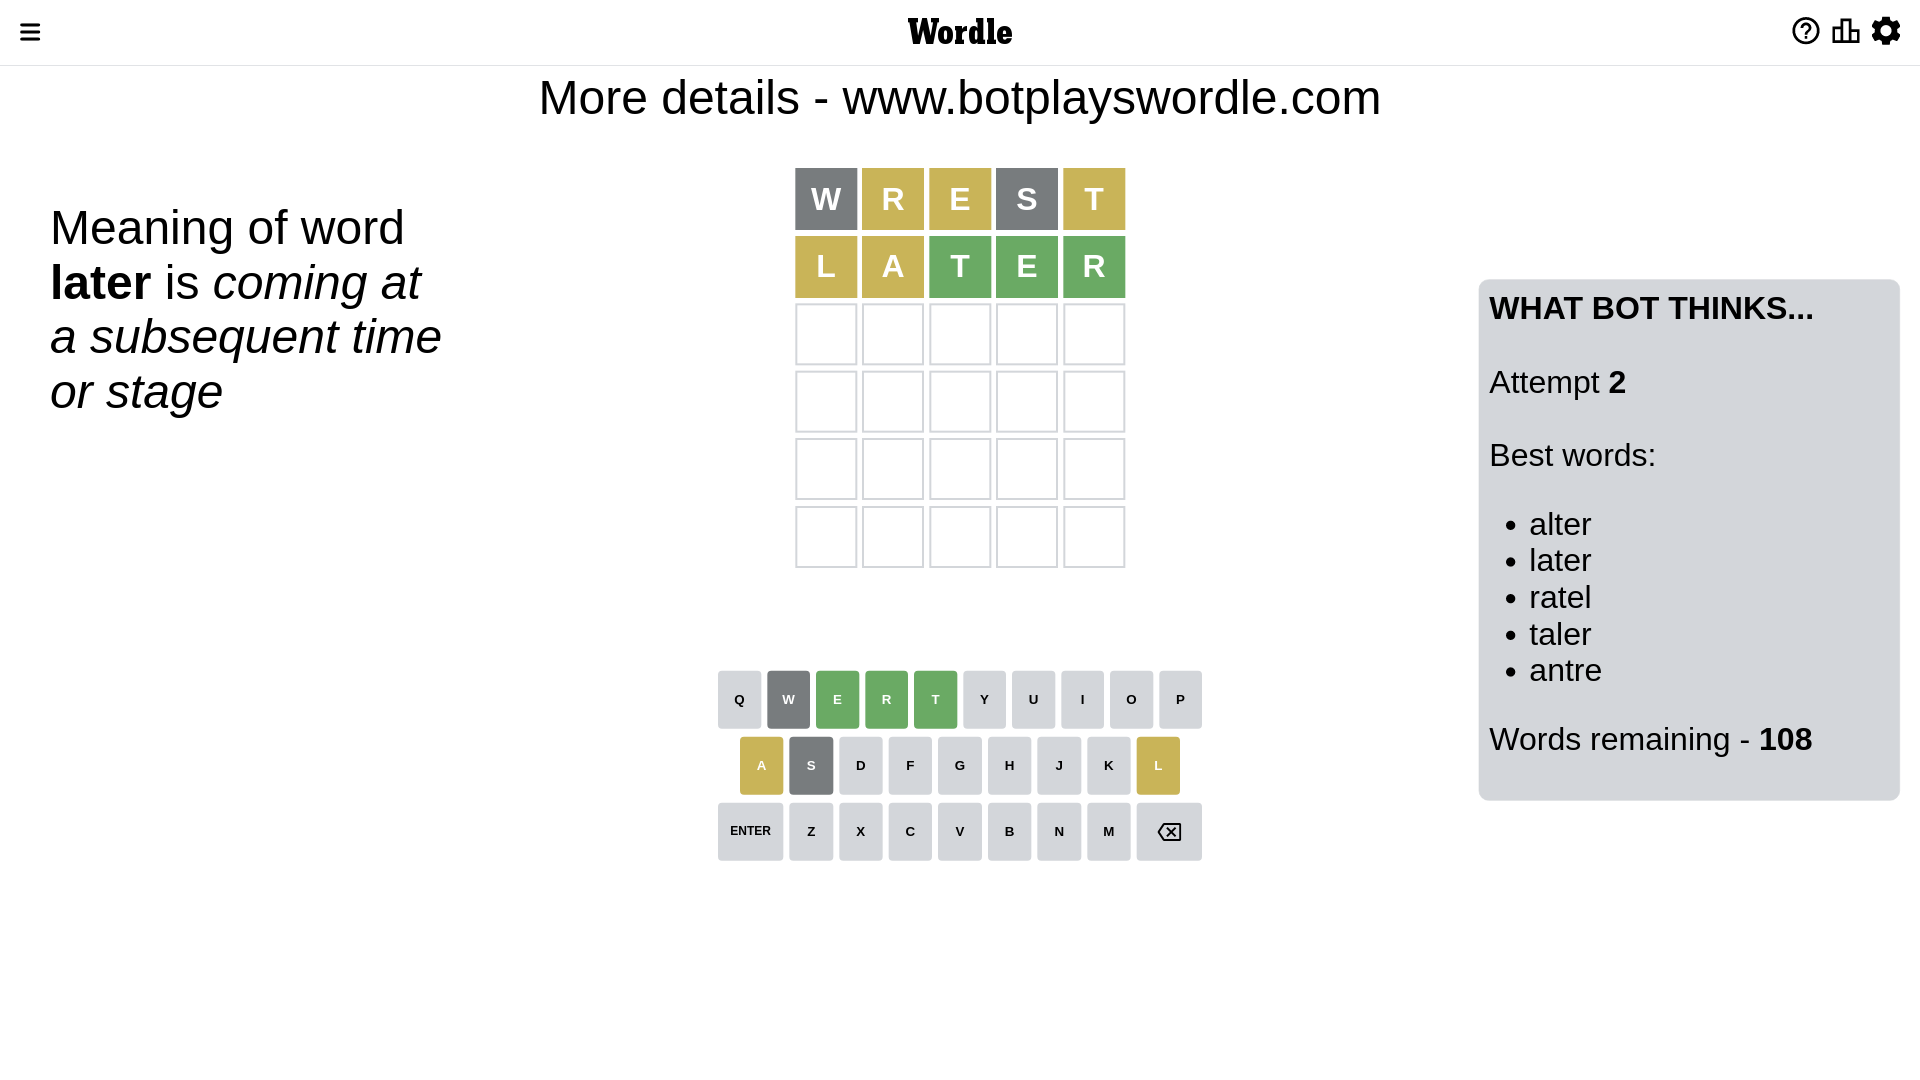 Wordle
More details - www.botplayswordle.com
Meaning of word
later is coming at
a subsequent time
or stage
W R E S T
L A T E R
WHAT BOT THINKS...
Attempt 2
Best words:
• alter
• later
• ratel
• taler
• antre
Words remaining - 108
Q W E R T Y U I O P
A S D F G H J K L
ENTER Z X C V B N M